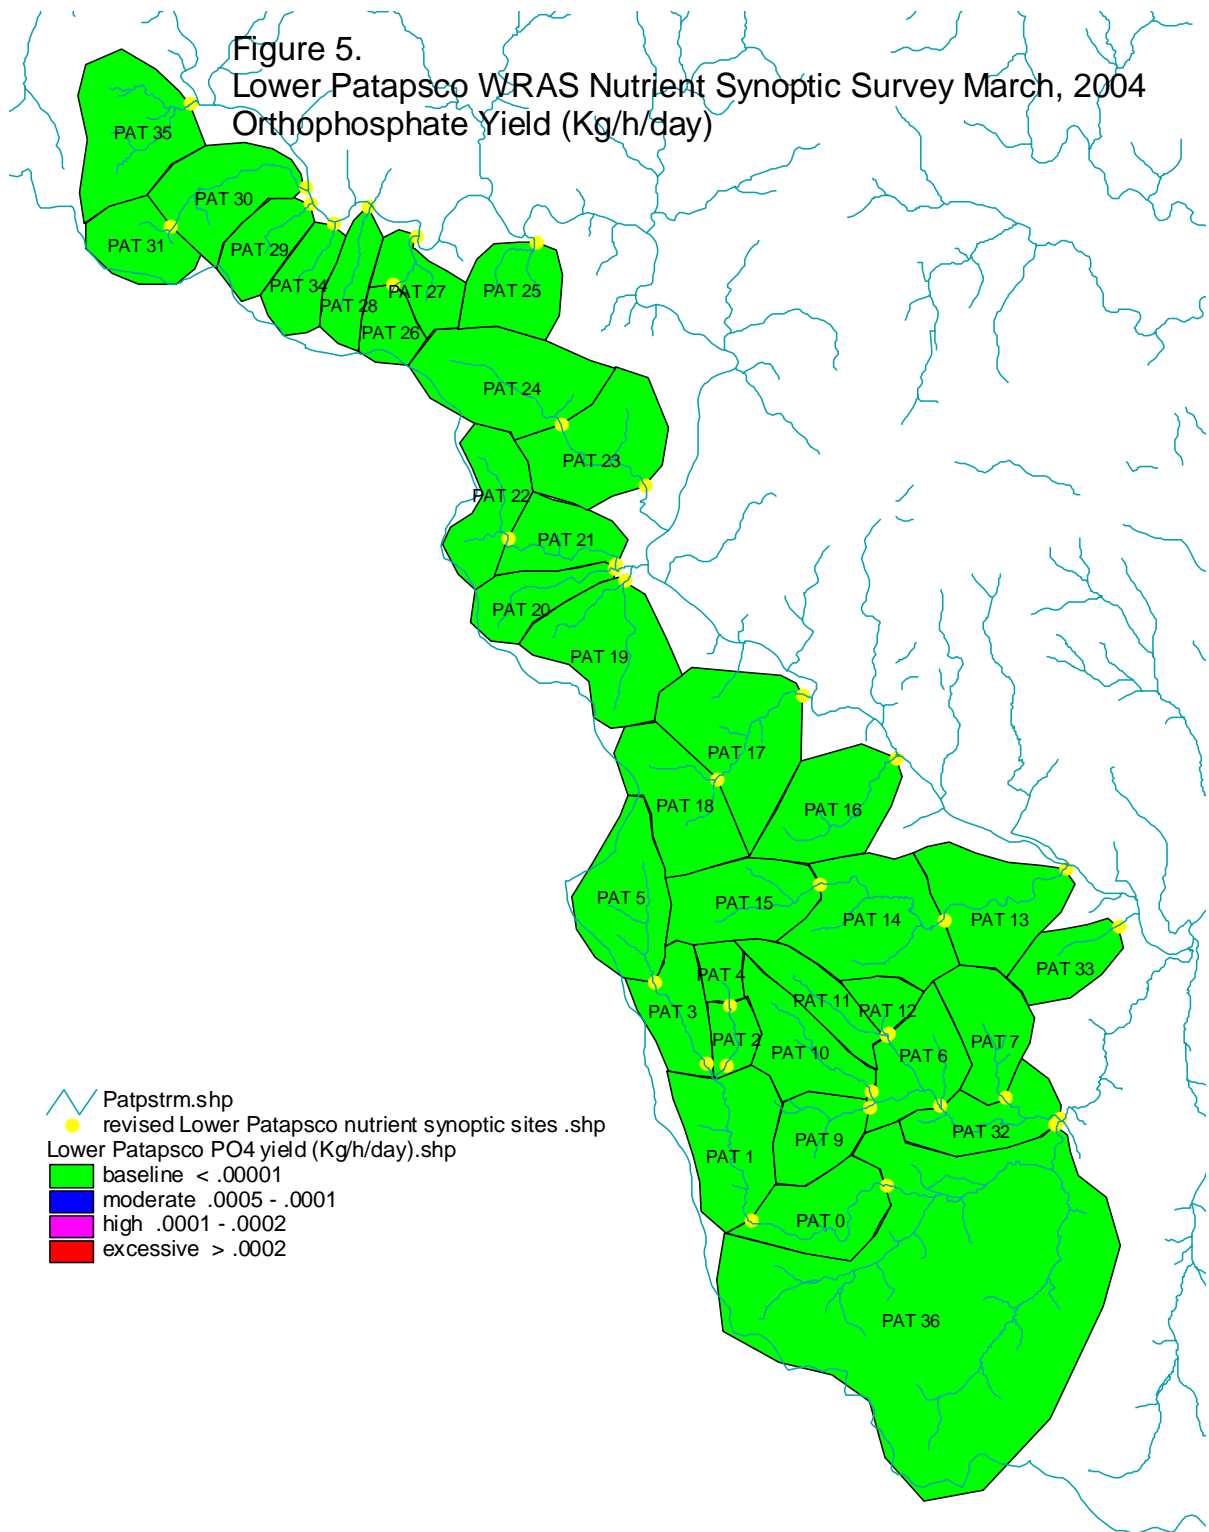 Figure 5.
Lower Patapsco WRAS Nutrient Synoptic Survey March, 2004
Orthophosphate Yield (Kg/h/day)
PAT 35
PAT 30
PAT 31
PAT 29
PAT 34
PAT 28
PAT 27
PAT 25
PAT 26
PAT 24
PAT 23
PAT 22
PAT 21
PAT 20
PAT 19
PAT 17
PAT 18
PAT 16
PAT 5
PAT 15
PAT 14
PAT 13
PAT 33
PAT 4
PAT 3
PAT 11
PAT 12
PAT 2
PAT 10
PAT 6
PAT 7
PAT 32
PAT 9
PAT 1
PAT 0
PAT 36
Patpstrm.shp
revised Lower Patapsco nutrient synoptic sites .shp
Lower Patapsco PO4 yield (Kg/h/day).shp
baseline < .00001
moderate .0005 - .0001
high .0001 - .0002
excessive > .0002